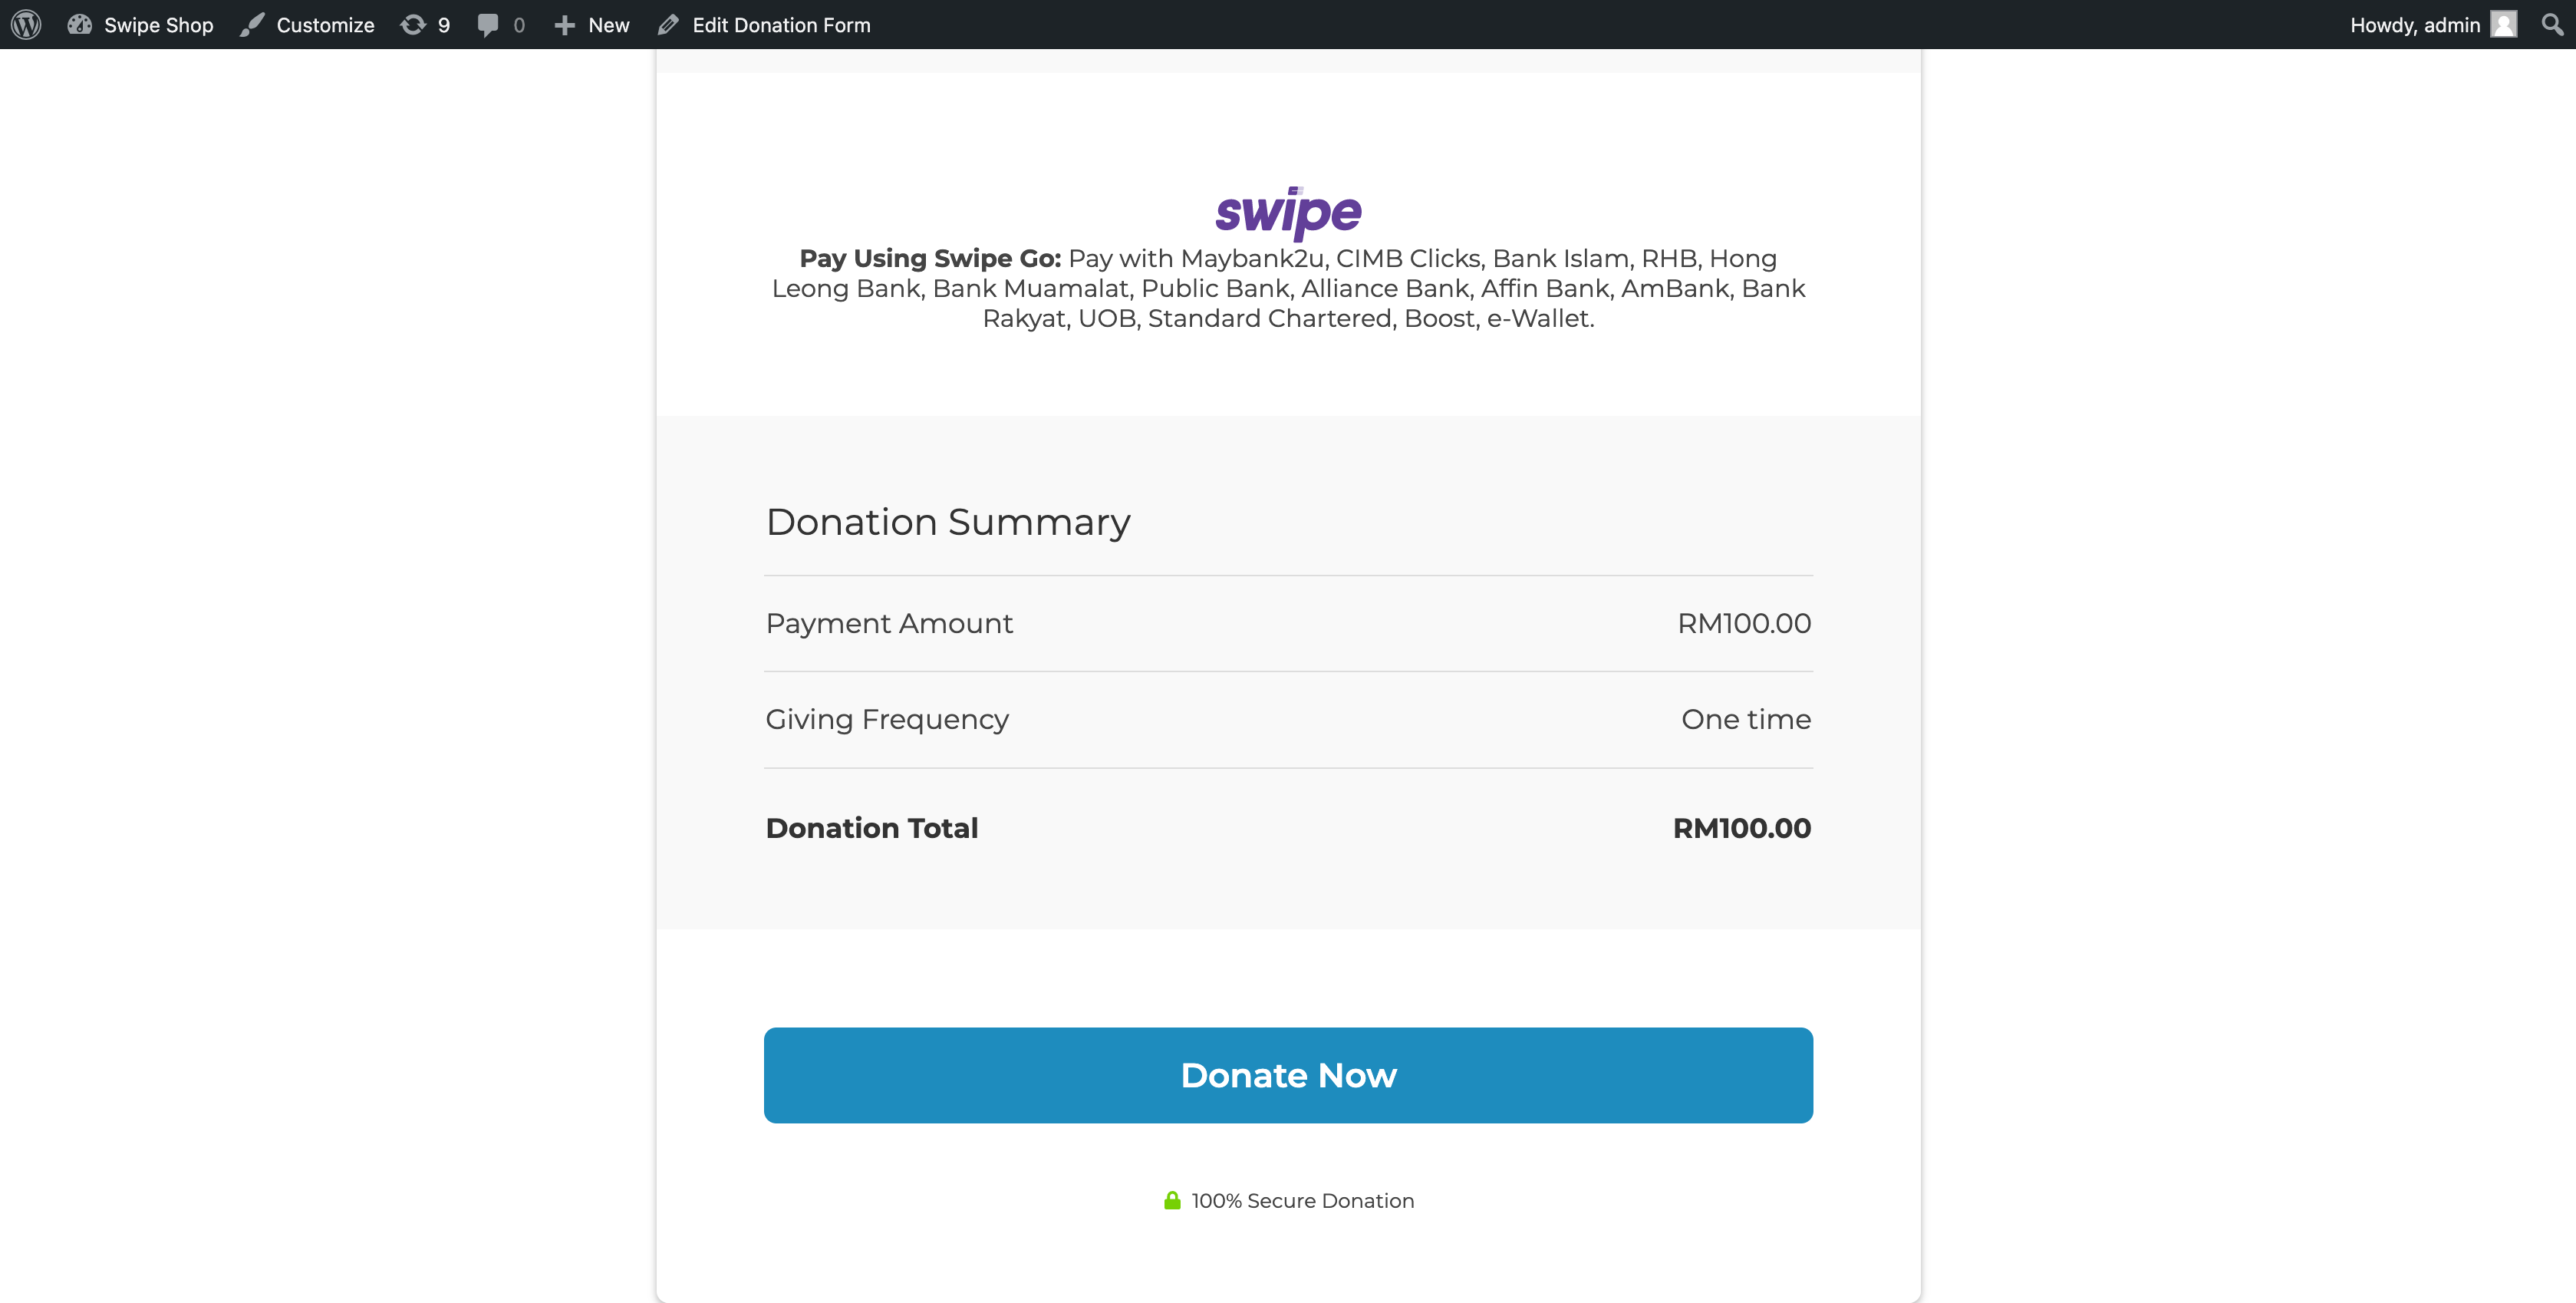 Swipe Shop Customize 9 0 New Edit Donation Form Howdy, admin
swipe
Pay Using Swipe Go: Pay with Maybank2u, CIMB Clicks, Bank Islam, RHB, Hong
Leong Bank, Bank Muamalat, Public Bank, Alliance Bank, Affin Bank, AmBank, Bank
Rakyat, UOB, Standard Chartered, Boost, e-Wallet.
Donation Summary
Payment Amount RM100.00
Giving Frequency One time
Donation Total RM100.00
Donate Now
100% Secure Donation